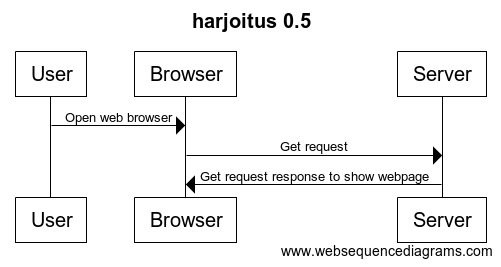 harjoitus 0.5
User Browser Server
Open web browser
Get request
Get request response to show webpage
User Browser Server
www.websequencediagrams.com